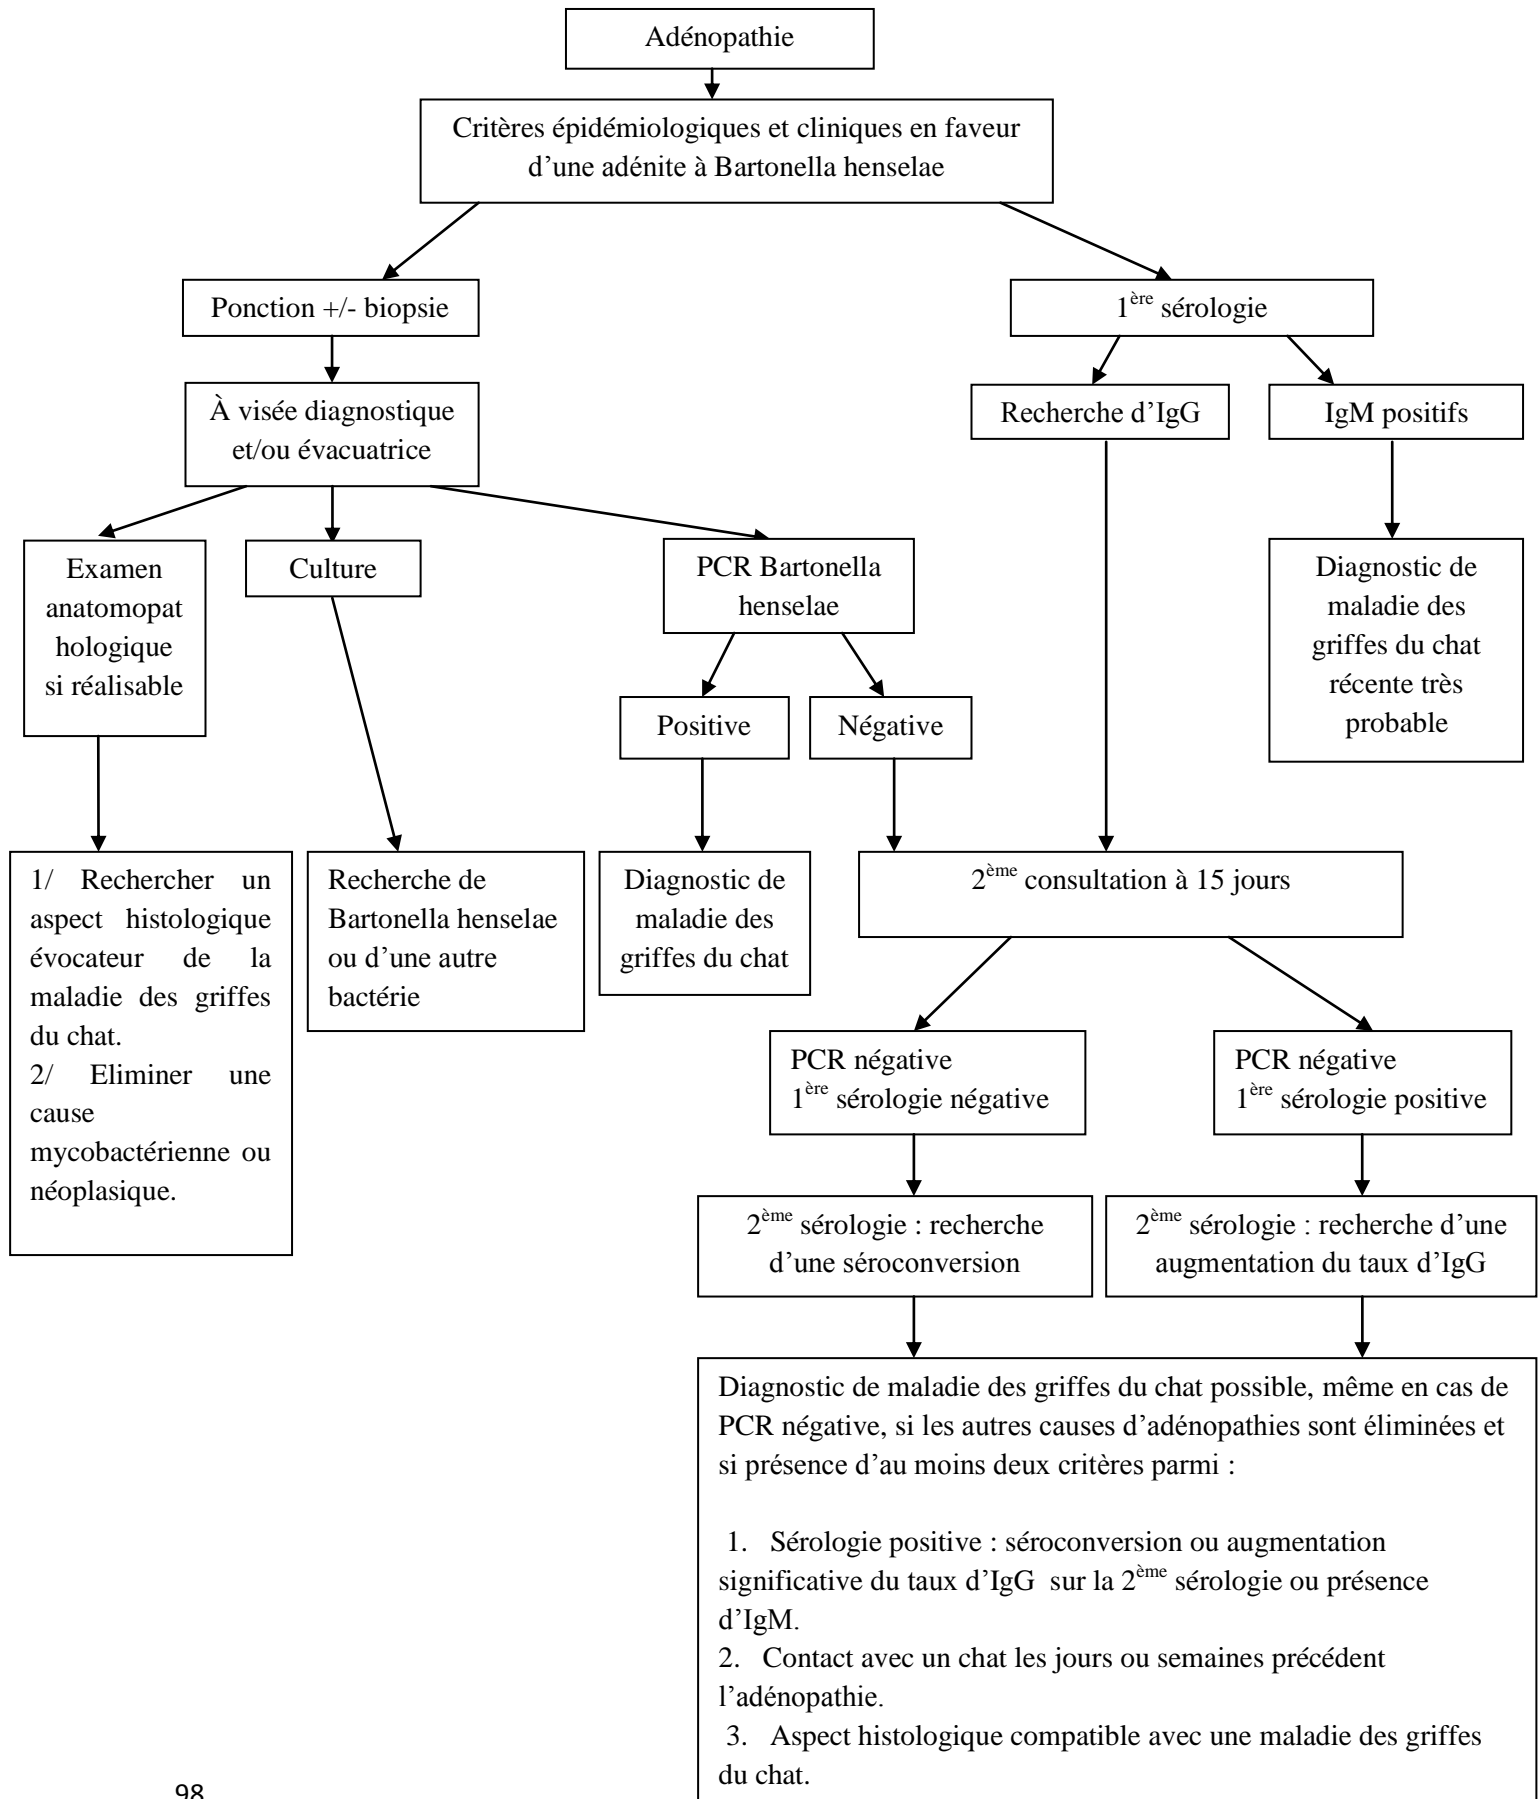 Adénopathie
Critères épidémiologiques et cliniques en faveur
d’une adénite à Bartonella henselae
Ponction +/- biopsie
1ère sérologie
À visée diagnostique
et/ou évacuatrice
Recherche d’IgG
IgM positifs
Examen
anatomopat
hologique
si réalisable
Culture
PCR Bartonella
henselae
Diagnostic de
maladie des
griffes du chat
récente très
probable
Positive
Négative
1/ Rechercher un
aspect histologique
évocateur de la
maladie des griffes
du chat.
2/ Eliminer une
cause
mycobactérienne ou
néoplasique.
Recherche de
Bartonella henselae
ou d’une autre
bactérie
Diagnostic de
maladie des
griffes du chat
2ème consultation à 15 jours
PCR négative
1ère sérologie négative
PCR négative
1ère sérologie positive
2ème sérologie : recherche
d’une séroconversion
2ème sérologie : recherche d’une
augmentation du taux d’IgG
Diagnostic de maladie des griffes du chat possible, même en cas de
PCR négative, si les autres causes d’adénopathies sont éliminées et
si présence d’au moins deux critères parmi :
1. Sérologie positive : séroconversion ou augmentation
significative du taux d’IgG sur la 2ème sérologie ou présence
d’IgM.
2. Contact avec un chat les jours ou semaines précédent
l’adénopathie.
3. Aspect histologique compatible avec une maladie des griffes
du chat.
98